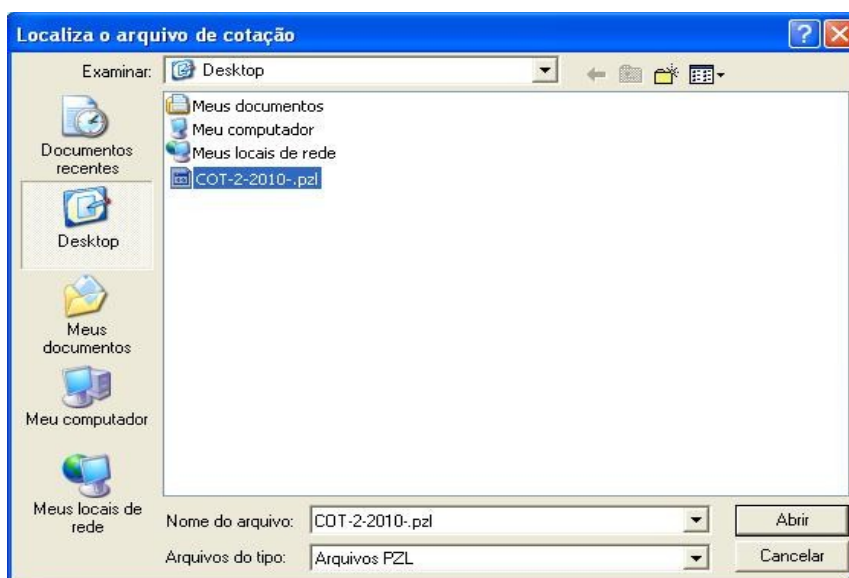 Localiza o arquivo de cotação
Examinar: Desktop
Documentos
recentes
Desktop
Meus
documentos
Meu computador
Meus locais de
rede
Meus documentos
Meu computador
Meus locais de rede
COT-2-2010-.pzl
Nome do arquivo: COT-2-2010-.pzl Abrir
Arquivos do tipo: Arquivos PZL Cancelar